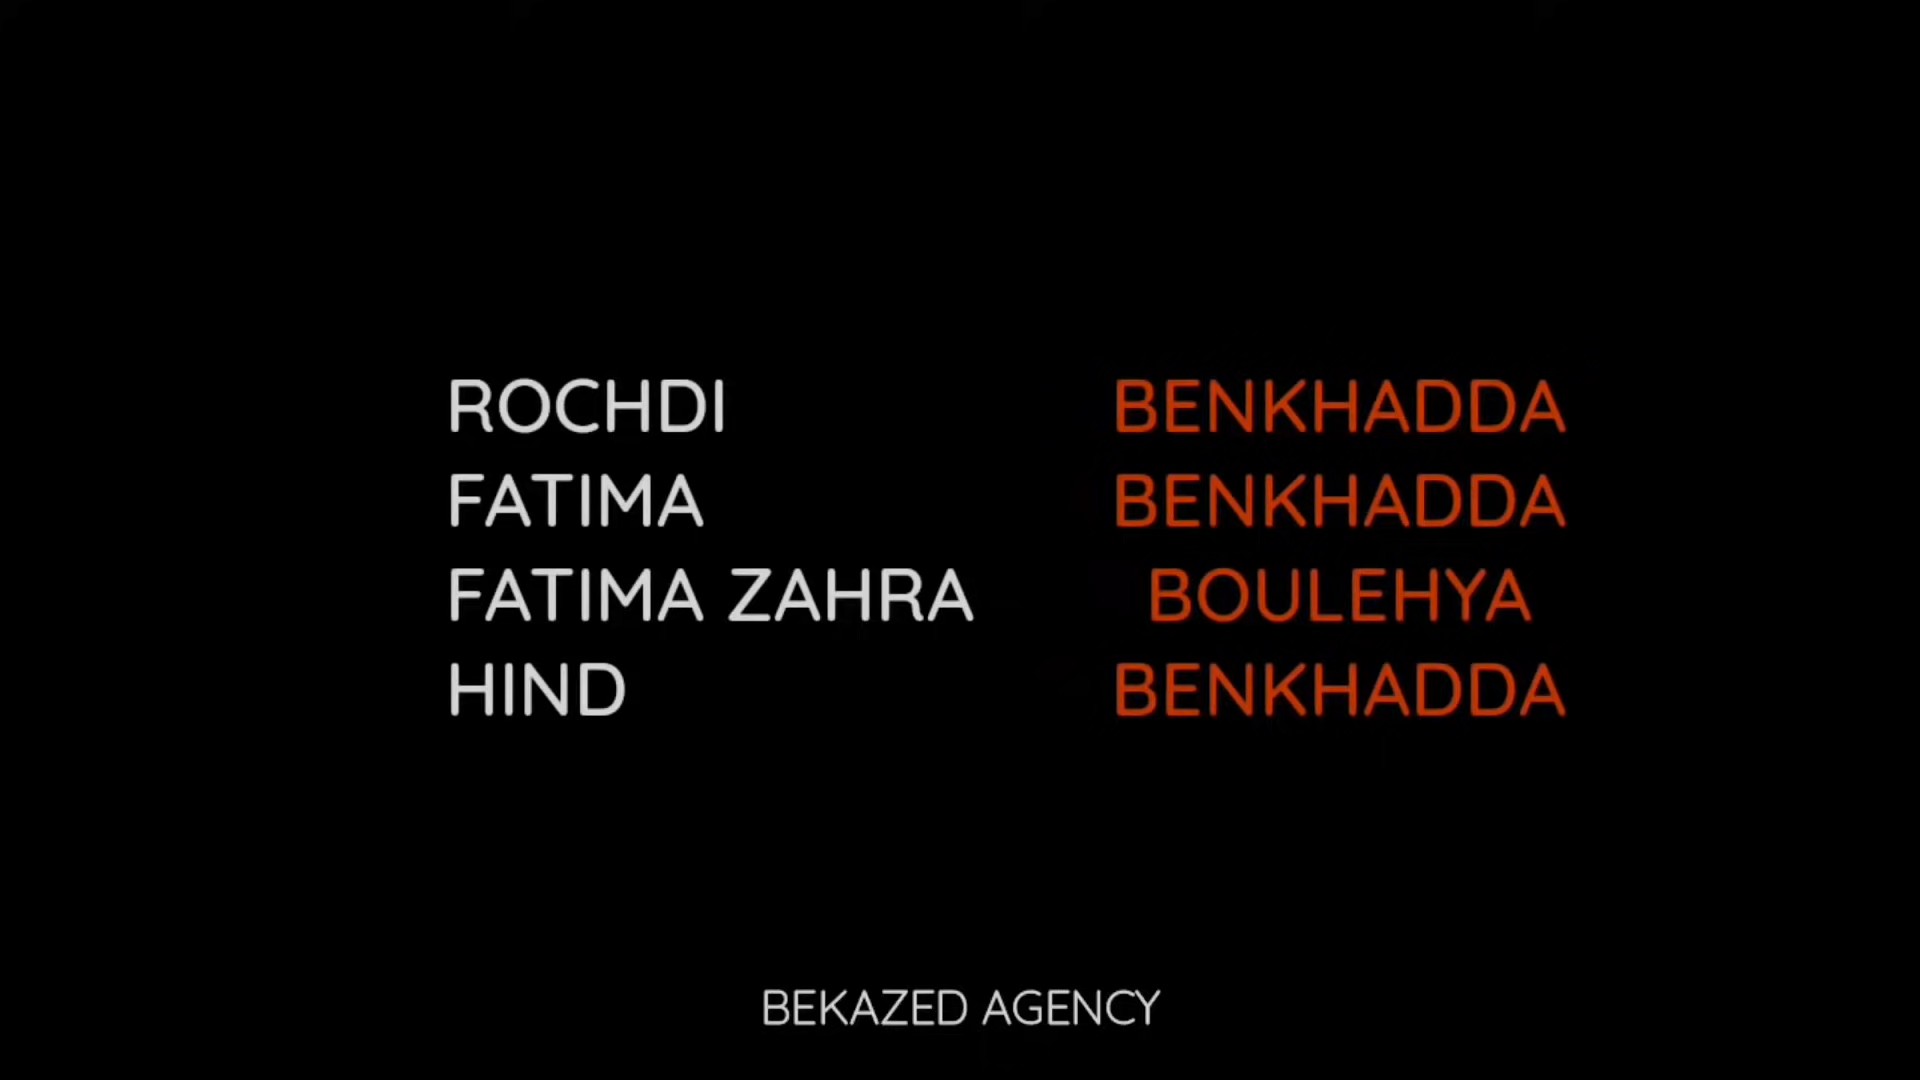 ROCHDI BENKHADDA
FATIMA BENKHADDA
FATIMA ZAHRA BOULEHYA
HIND BENKHADDA
BEKAZED AGENCY